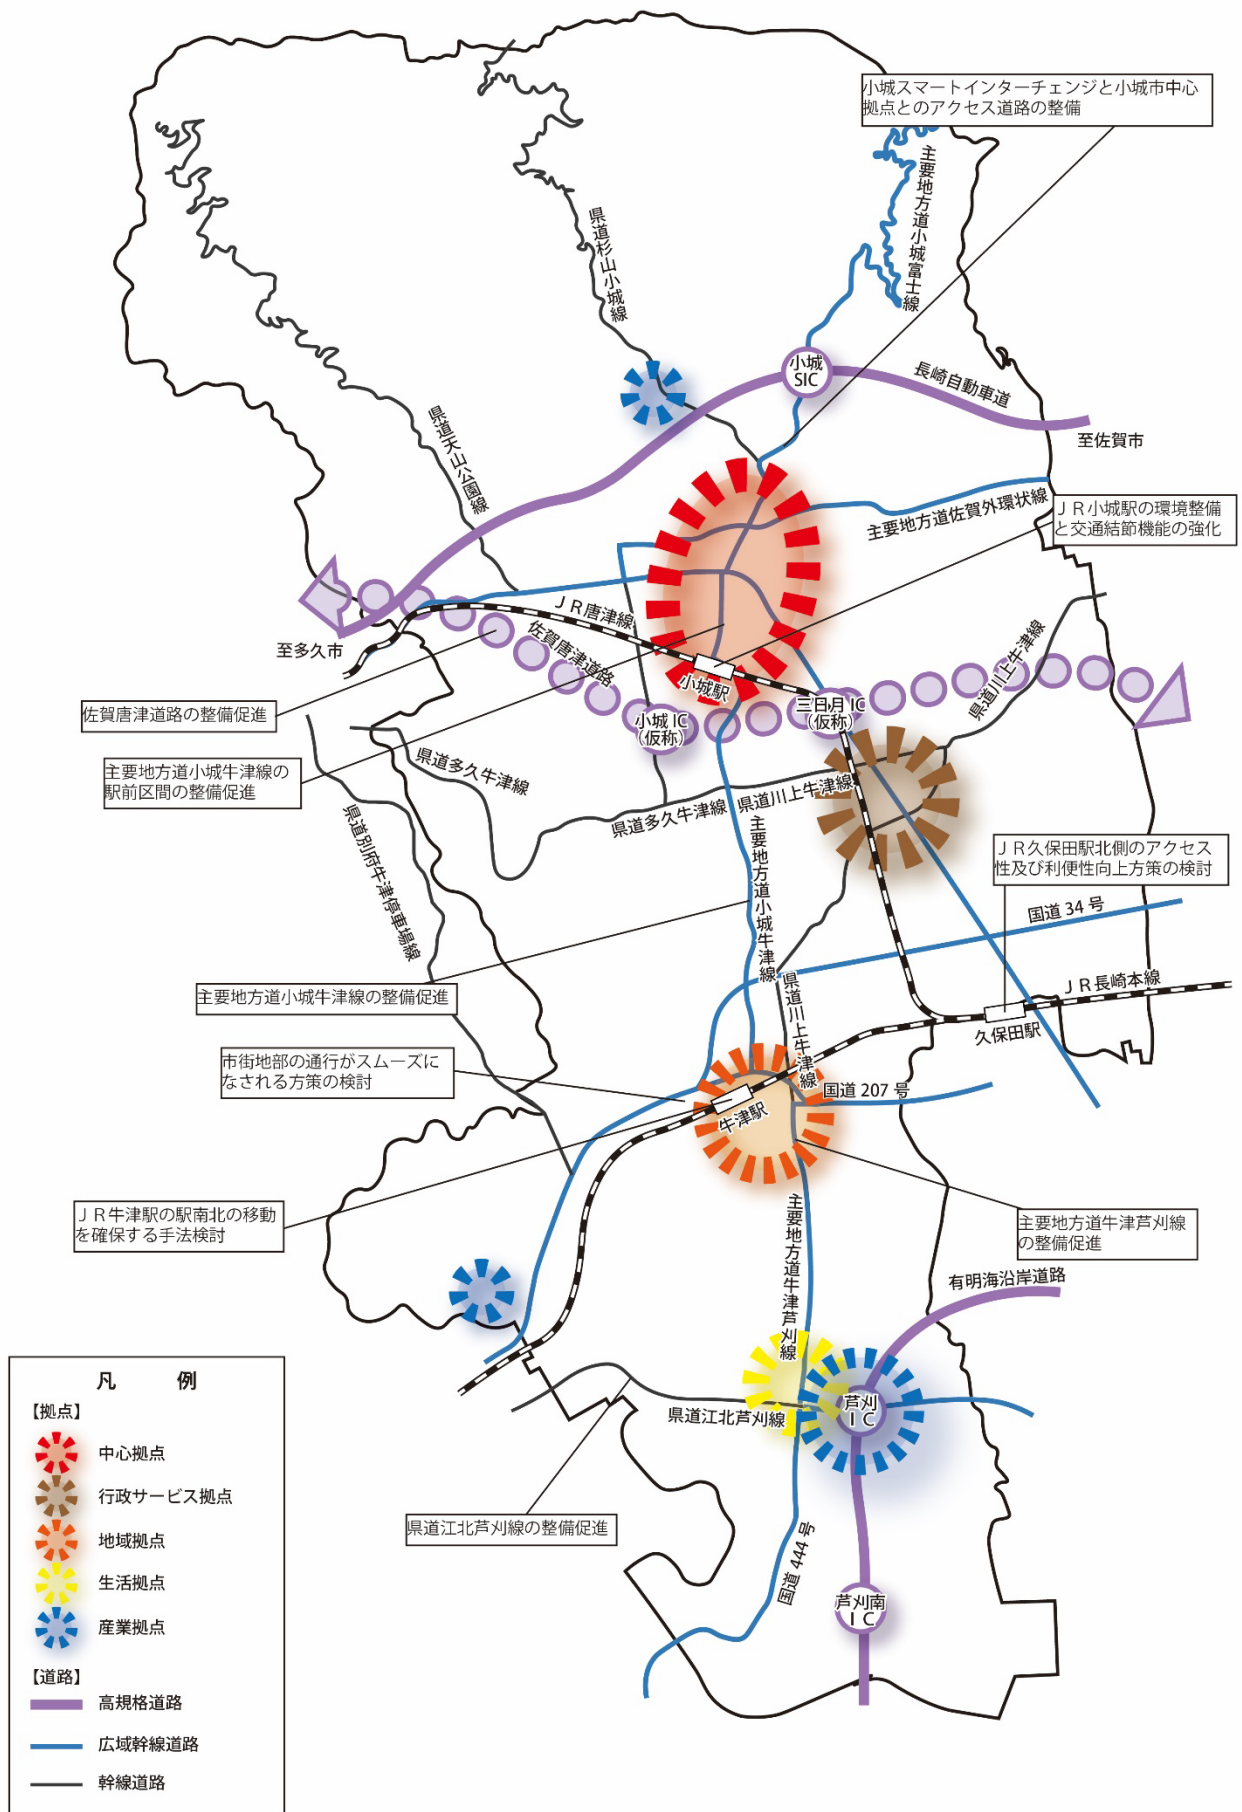 小城スマートインターチェンジと小城市中心
拠点とのアクセス道路の整備
主要地方道小城富士線
県道杉山小城線
小城
SIC
長崎自動車道
至佐賀市
県道天山公園線
主要地方道佐賀外環状線
ＪＲ小城駅の環境整備
と交通結節機能の強化
ＪＲ唐津線
至多久市
佐賀唐津道路
小城駅
県道川上牛津線
三日月 IC
（仮称）
小城 IC
（仮称）
佐賀唐津道路の整備促進
主要地方道小城牛津線の
駅前区間の整備促進
県道多久牛津線
県道多久牛津線
県道川上牛津線
県道別府牛津停車場線
主要地方道小城牛津線
ＪＲ久保田駅北側のアクセス
性及び利便性向上方策の検討
国道 34 号
主要地方道小城牛津線の整備促進
県道川上牛津線
ＪＲ長崎本線
久保田駅
市街地部の通行がスムーズに
なされる方策の検討
国道 207 号
牛津駅
ＪＲ牛津駅の駅南北の移動
を確保する手法検討
主要地方道牛津芦刈線
の整備促進
主要地方道牛津芦刈線
有明海沿岸道路
芦刈
ＩＣ
県道江北芦刈線
県道江北芦刈線の整備促進
国道 444 号
芦刈南
ＩＣ
凡　例
【拠点】
中心拠点
行政サービス拠点
地域拠点
生活拠点
産業拠点
【道路】
高規格道路
広域幹線道路
幹線道路